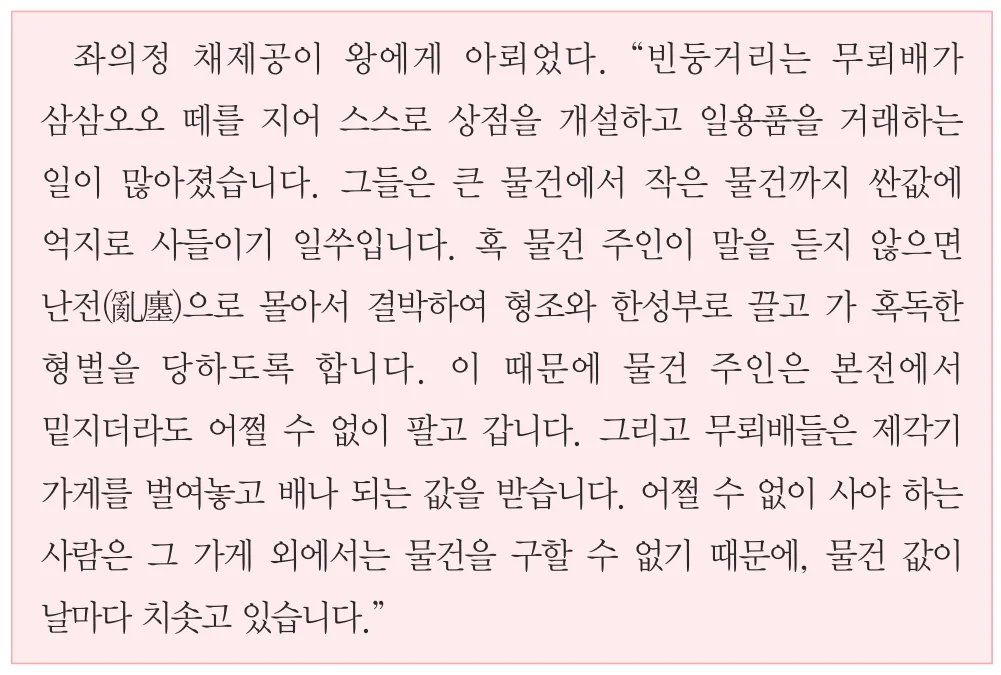 좌의정 채제공이 왕에게 아뢰었다. “빈둥거리는 무뢰배가
삼삼오오 떼를 지어 스스로 상점을 개설하고 일용품을 거래하는
일이 많아졌습니다. 그들은 큰 물건에서 작은 물건까지 싼값에
억지로 사들이기 일쑤입니다. 혹 물건 주인이 말을 듣지 않으면
난전(亂廛)으로 몰아서 결박하여 형조와 한성부로 끌고 가 혹독한
형벌을 당하도록 합니다. 이 때문에 물건 주인은 본전에서
밑지더라도 어쩔 수 없이 팔고 갑니다. 그리고 무뢰배들은 제각기
가게를 벌여놓고 배나 되는 값을 받습니다. 어쩔 수 없이 사야 하는
사람은 그 가게 외에서는 물건을 구할 수 없기 때문에, 물건 값이
날마다 치솟고 있습니다.”